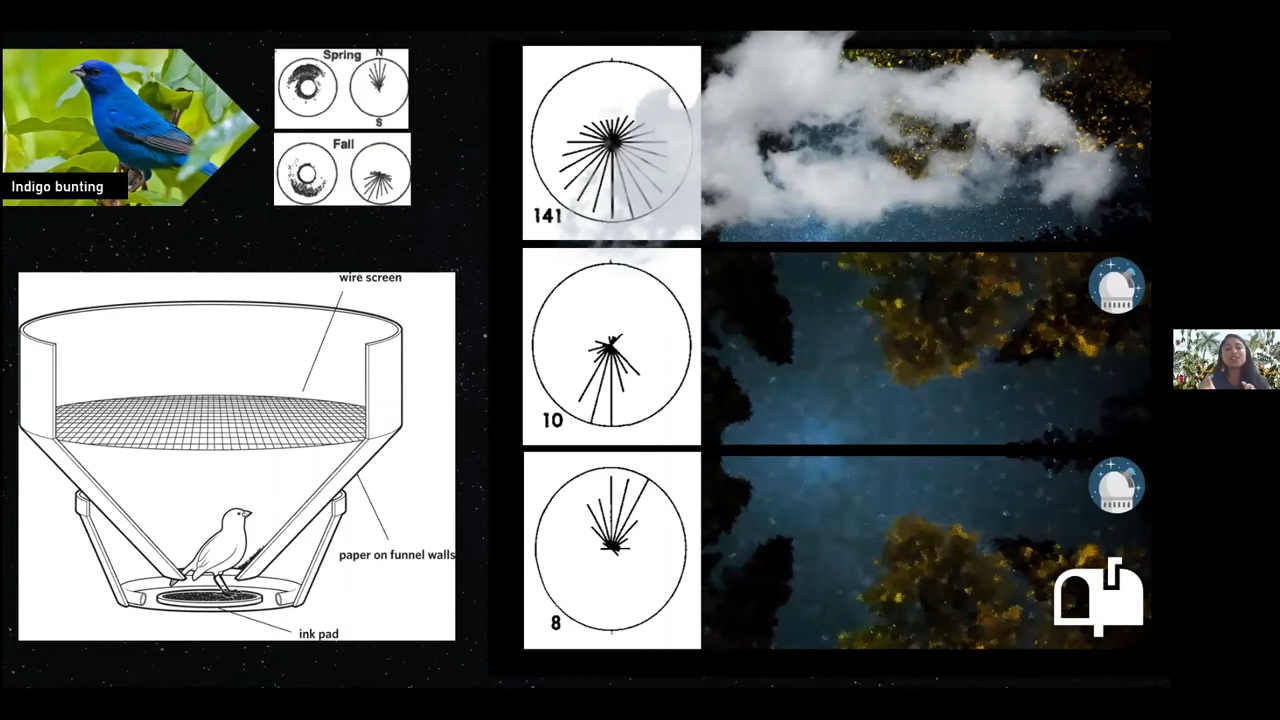 Indigo bunting
Spring
N
S
Fall
wire screen
paper on funnel walls
ink pad
141
10
8